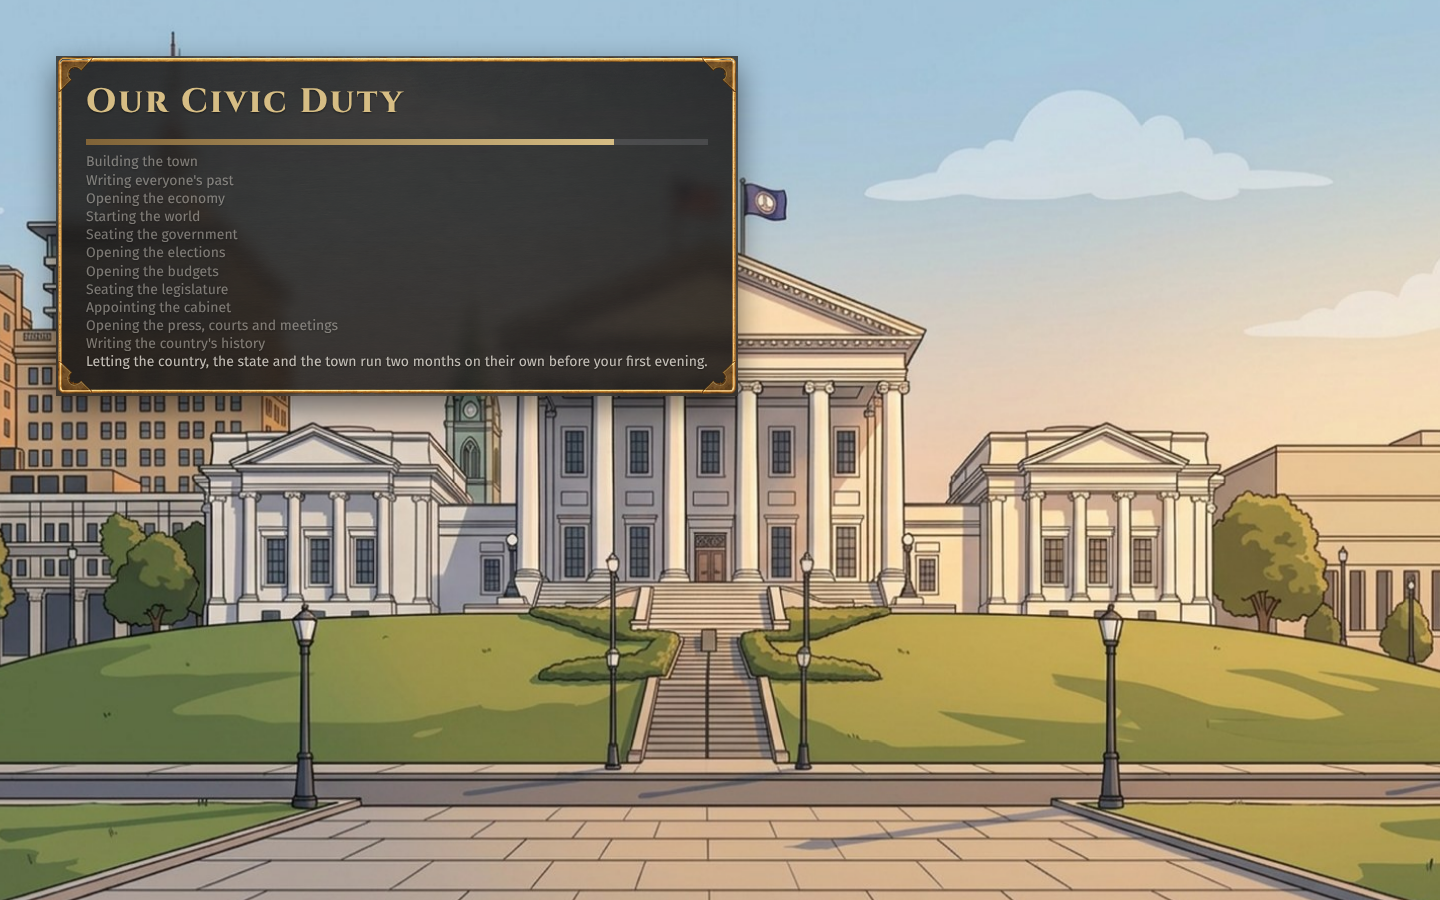 Our Civic Duty
Building the town
Writing everyone's past
Opening the economy
Starting the world
Seating the government
Opening the elections
Opening the budgets
Seating the legislature
Appointing the cabinet
Opening the press, courts and meetings
Writing the country's history
Letting the country, the state and the town run two months on their own before your first evening.